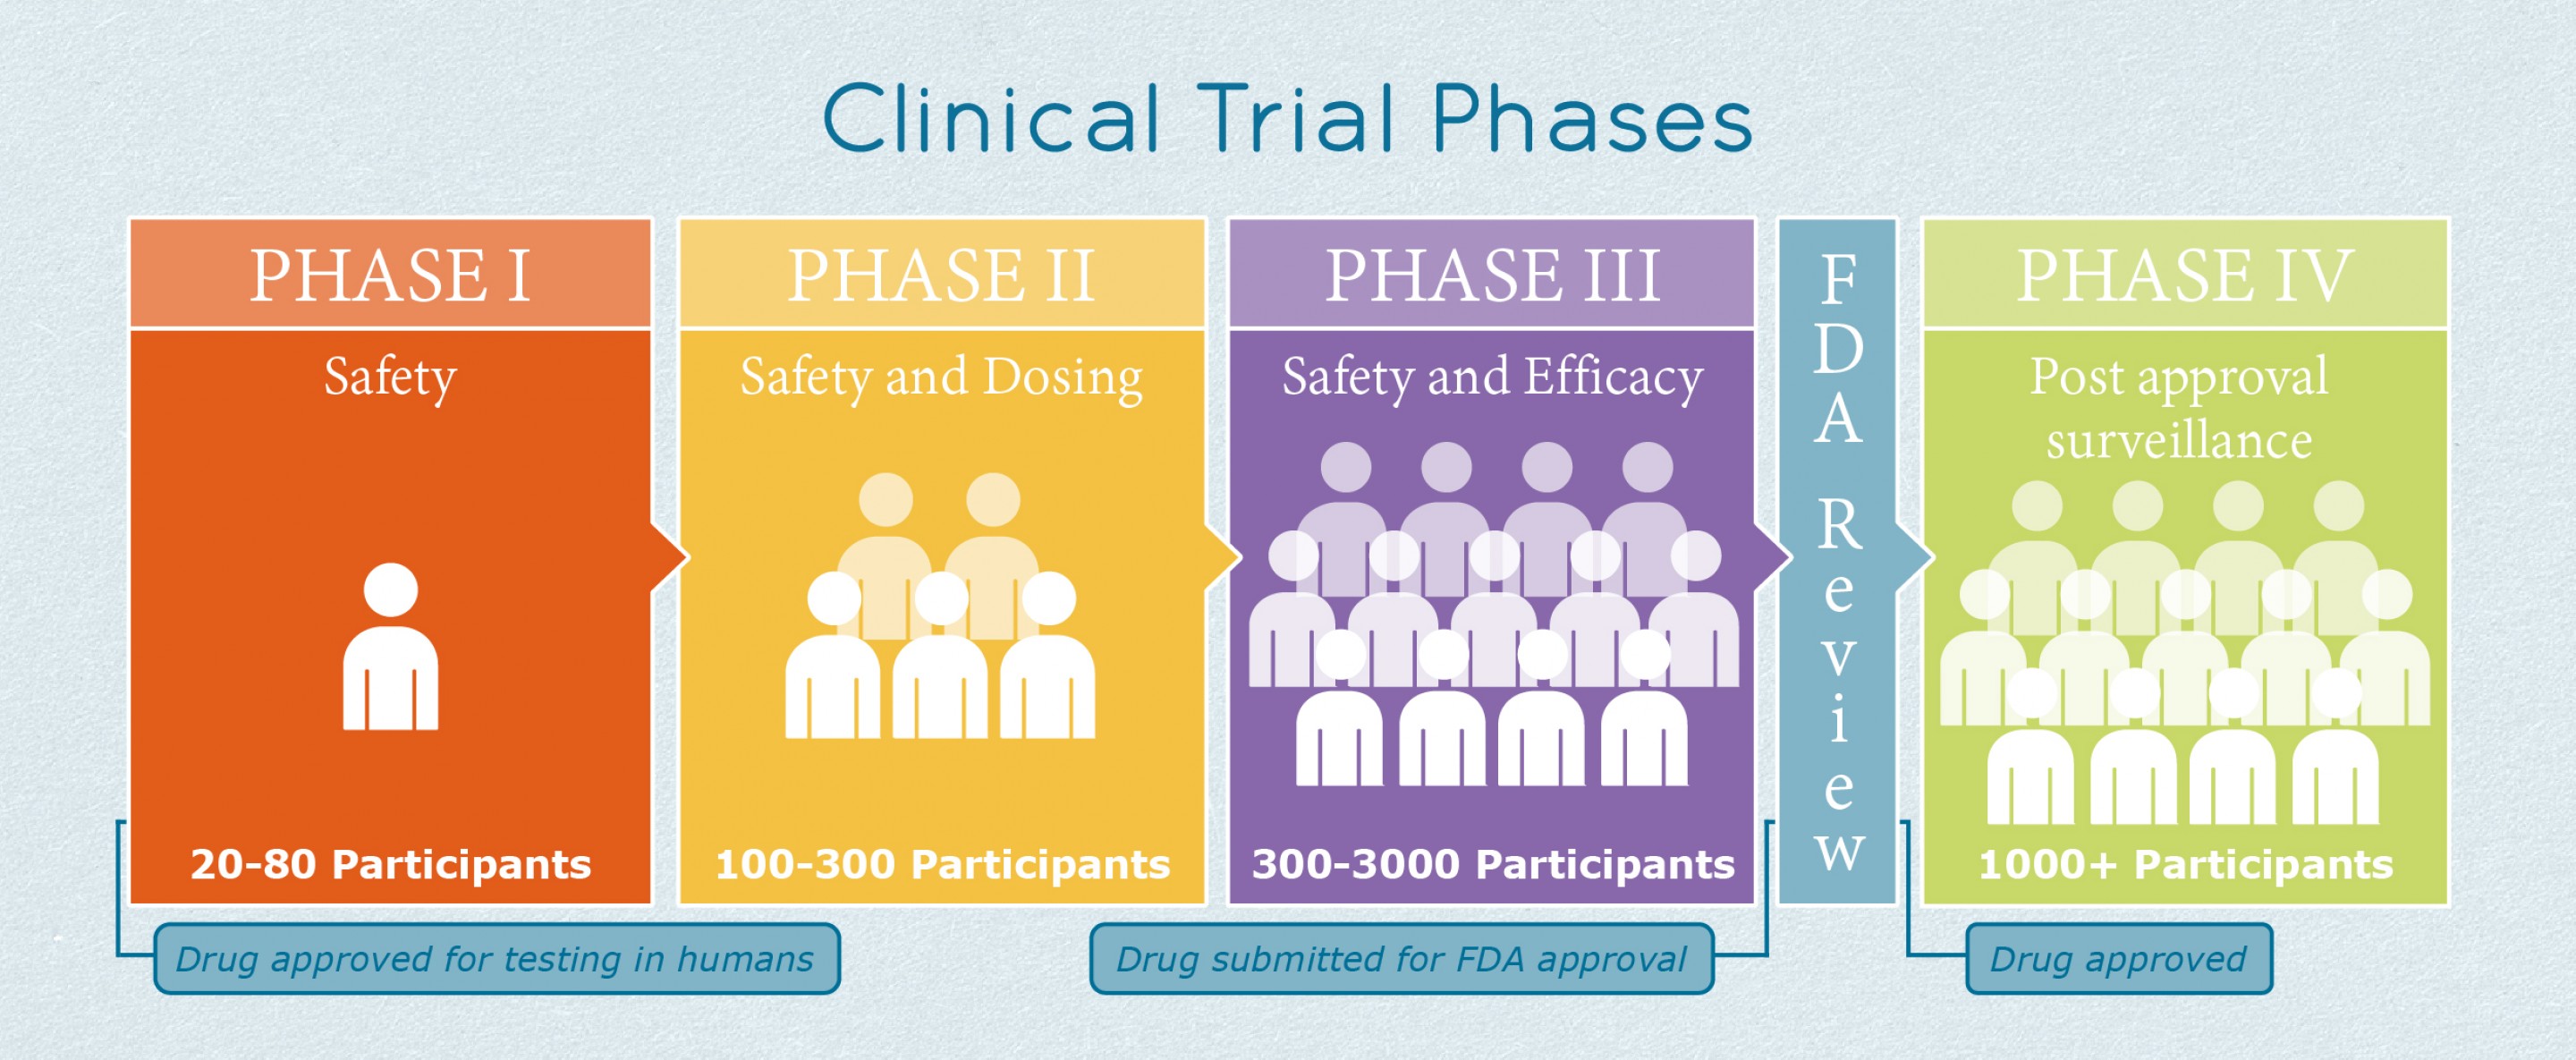 Clinical Trial Phases
PHASE I
Safety
20-80 Participants
PHASE II
Safety and Dosing
100-300 Participants
PHASE III
Safety and Efficacy
300-3000 Participants
FDA Review
PHASE IV
Post approval
surveillance
1000+ Participants
Drug approved for testing in humans
Drug submitted for FDA approval
Drug approved